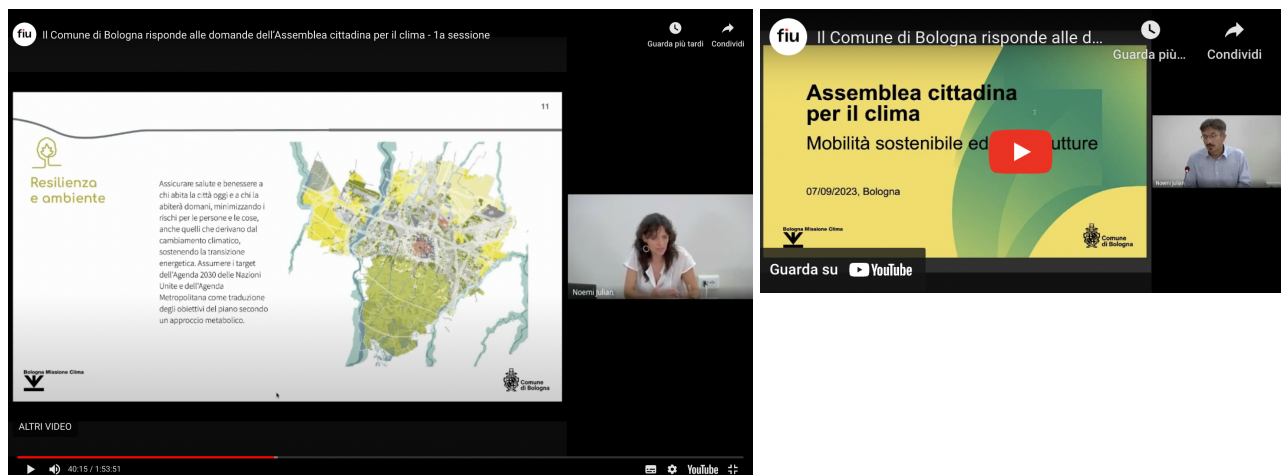 fiu
Il Comune di Bologna risponde alle domande dell'Assemblea cittadina per il clima - 1a sessione
Guarda più tardi
Condividi
11
Resilienza
e ambiente
Assicurare salute e benessere a
chi abita la città oggi e a chi la
abiterà domani, minimizzando i
rischi per le persone e le cose,
anche quelli che derivano dal
cambiamento climatico,
sostenendo la transizione
energetica. Assumere i target
dell'Agenda 2030 delle Nazioni
Unite e dell'Agenda
Metropolitana come traduzione
degli obiettivi del piano secondo
un approccio metabolico.
Noemi Julian
Bologna Missione Clima
Comune
di Bologna
ALTRI VIDEO
40:15 / 1:53:51
YouTube
fiu
Il Comune di Bologna risponde alle d...
Guarda più...
Condividi
Assemblea cittadina
per il clima
Mobilità sostenibile ed utture
07/09/2023, Bologna
Noemi Julian
Bologna Missione Clima
Comune
di Bologna
Guarda su YouTube